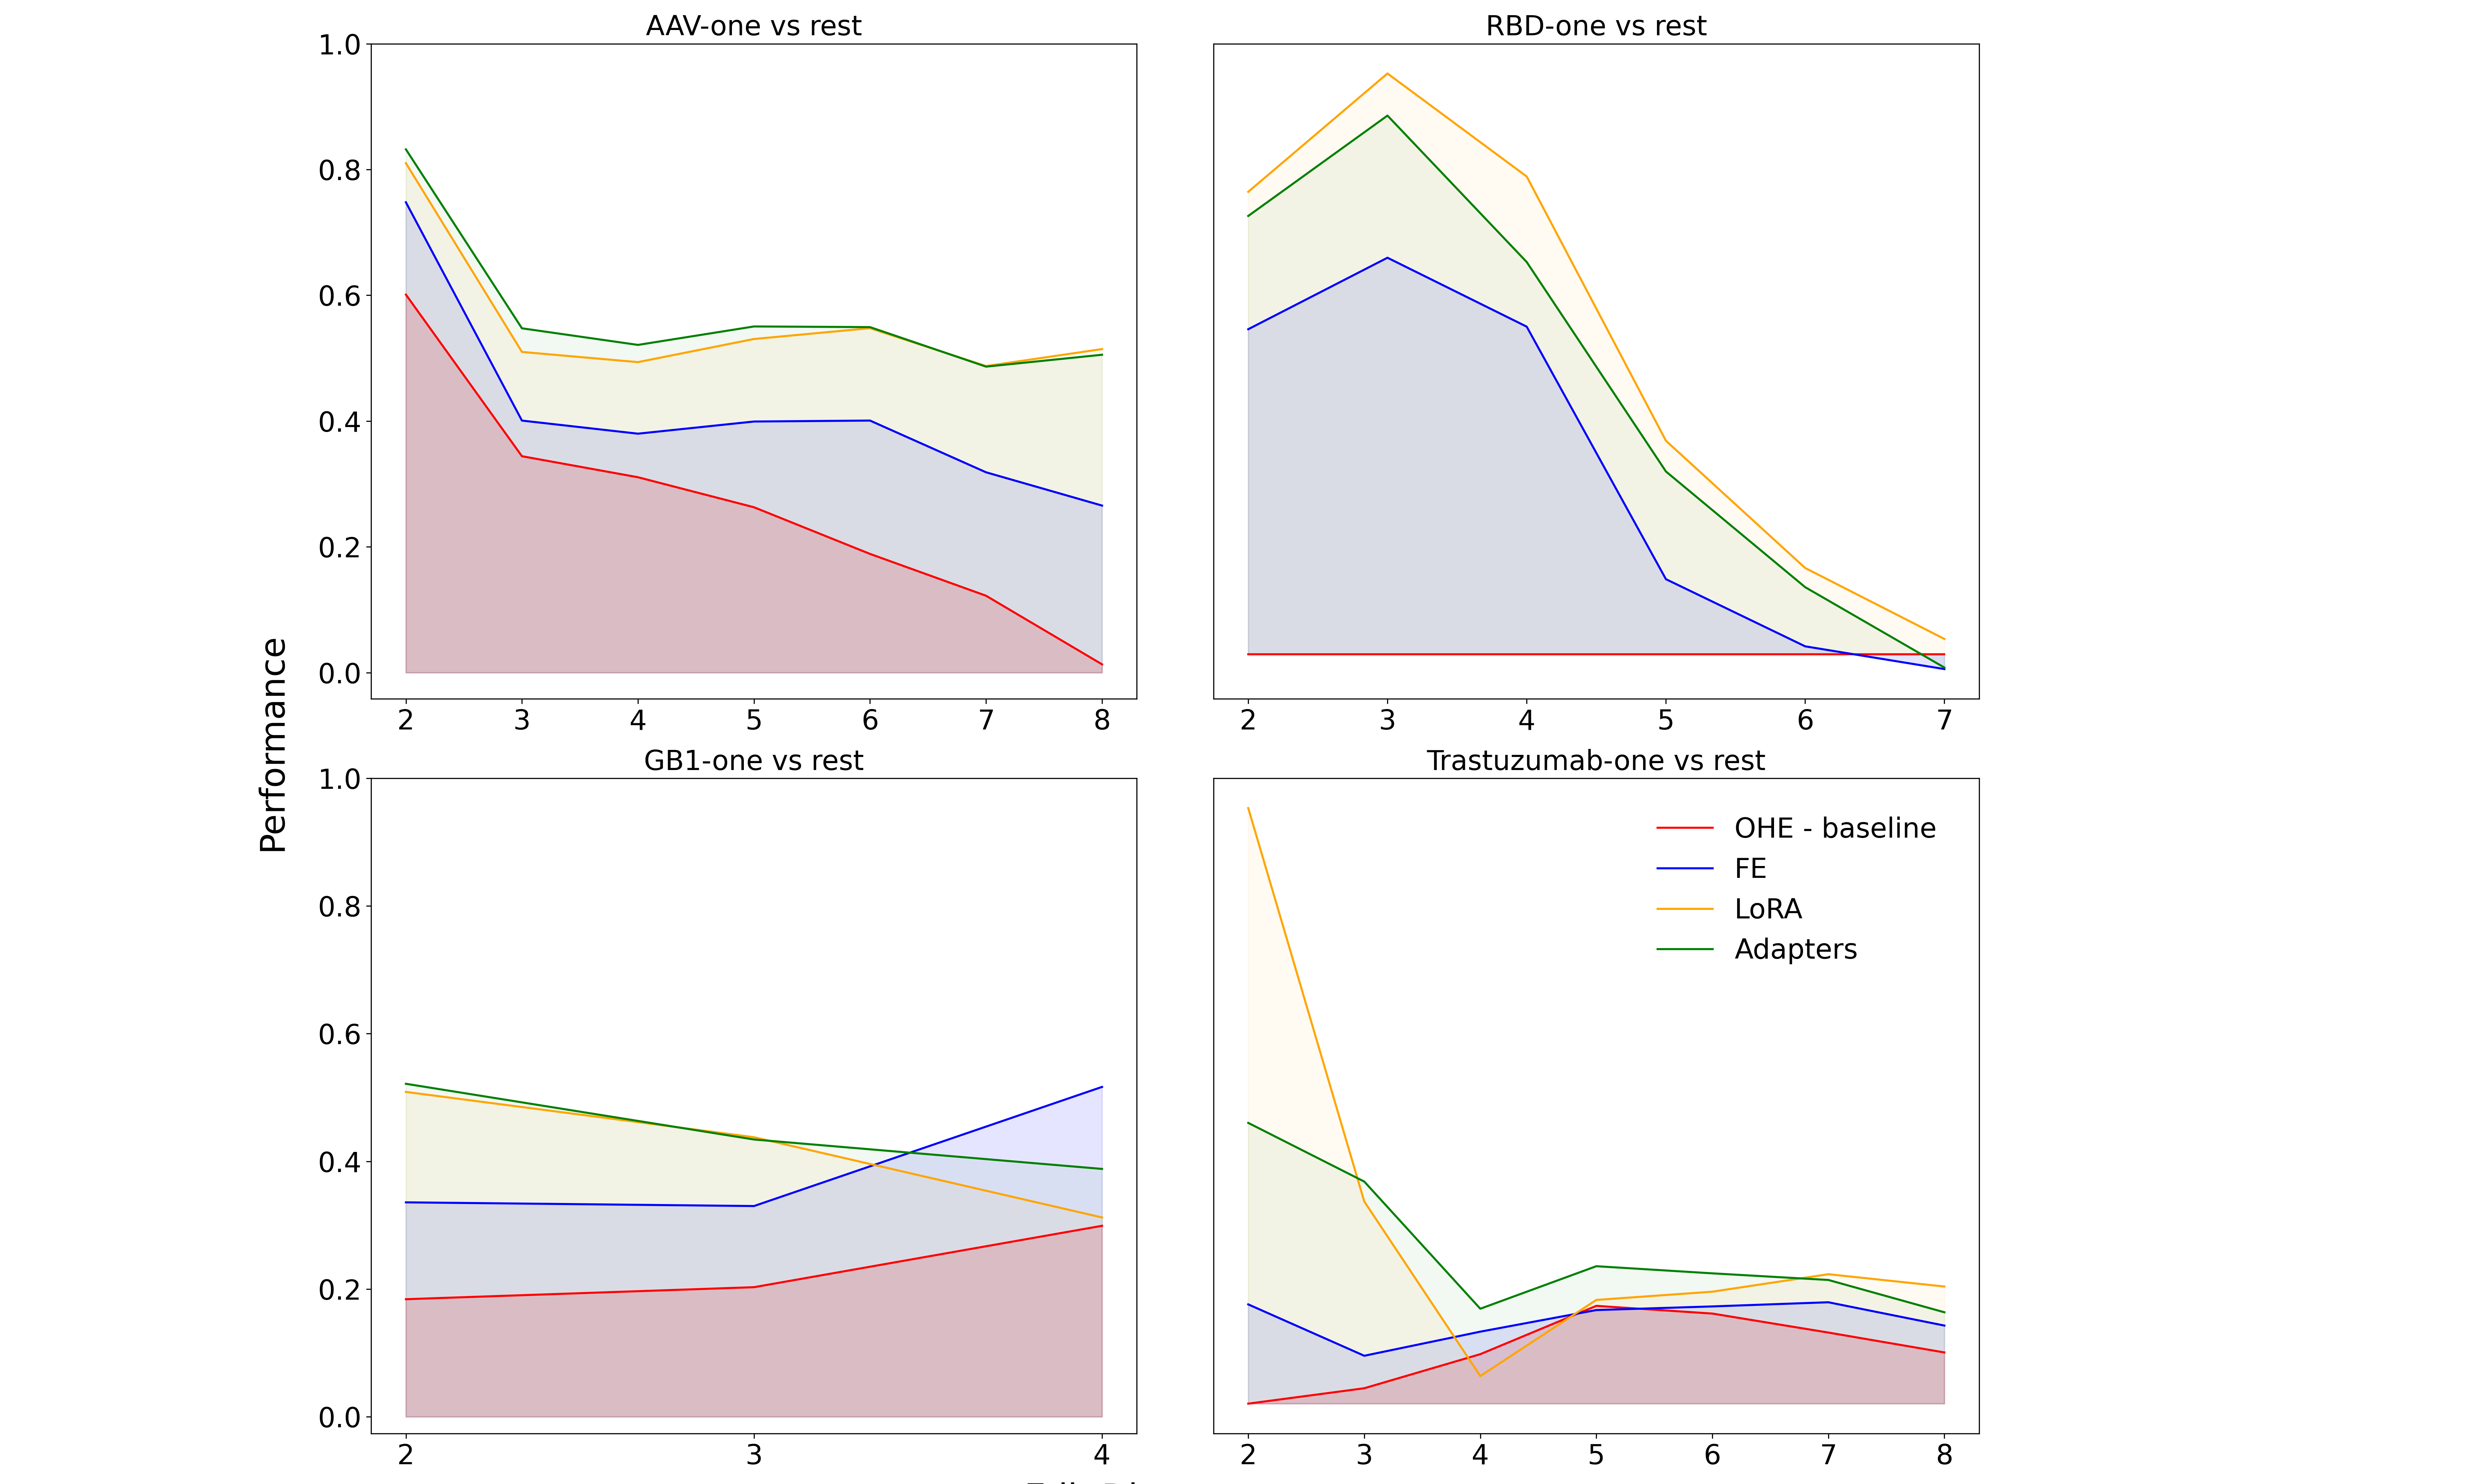 AAV-one vs rest
RBD-one vs rest
1.0
0.8
0.6
0.4
0.2
0.0
2 3 4 5 6 7 8
2 3 4 5 6 7
Performance
GB1-one vs rest
Trastuzumab-one vs rest
1.0
0.8
0.6
0.4
0.2
0.0
OHE - baseline
FE
LoRA
Adapters
2 3 4
2 3 4 5 6 7 8